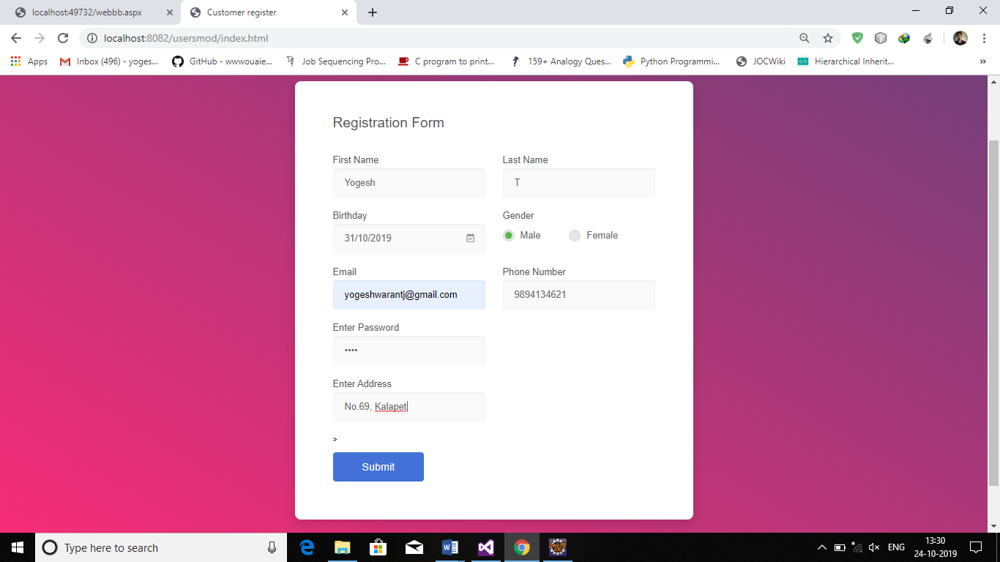 localhost:49732/webbb.aspx
Customer register
localhost:8082/usersmod/index.html
Apps Inbox (496) - yoges... GitHub - wwwouaie... Job Sequencing Pro... C program to print... 159+ Analogy Ques... Python Programmi... JOCWiki Hierarchical Inherit... »
Registration Form
First Name Last Name
Yogesh T
Birthday Gender
31/10/2019 Male Female
Email Phone Number
yogeshwarantj@gmail.com 9894134621
Enter Password
••••
Enter Address
No.69, Kalapet
>
Submit
Type here to search
ENG
13:30
24-10-2019